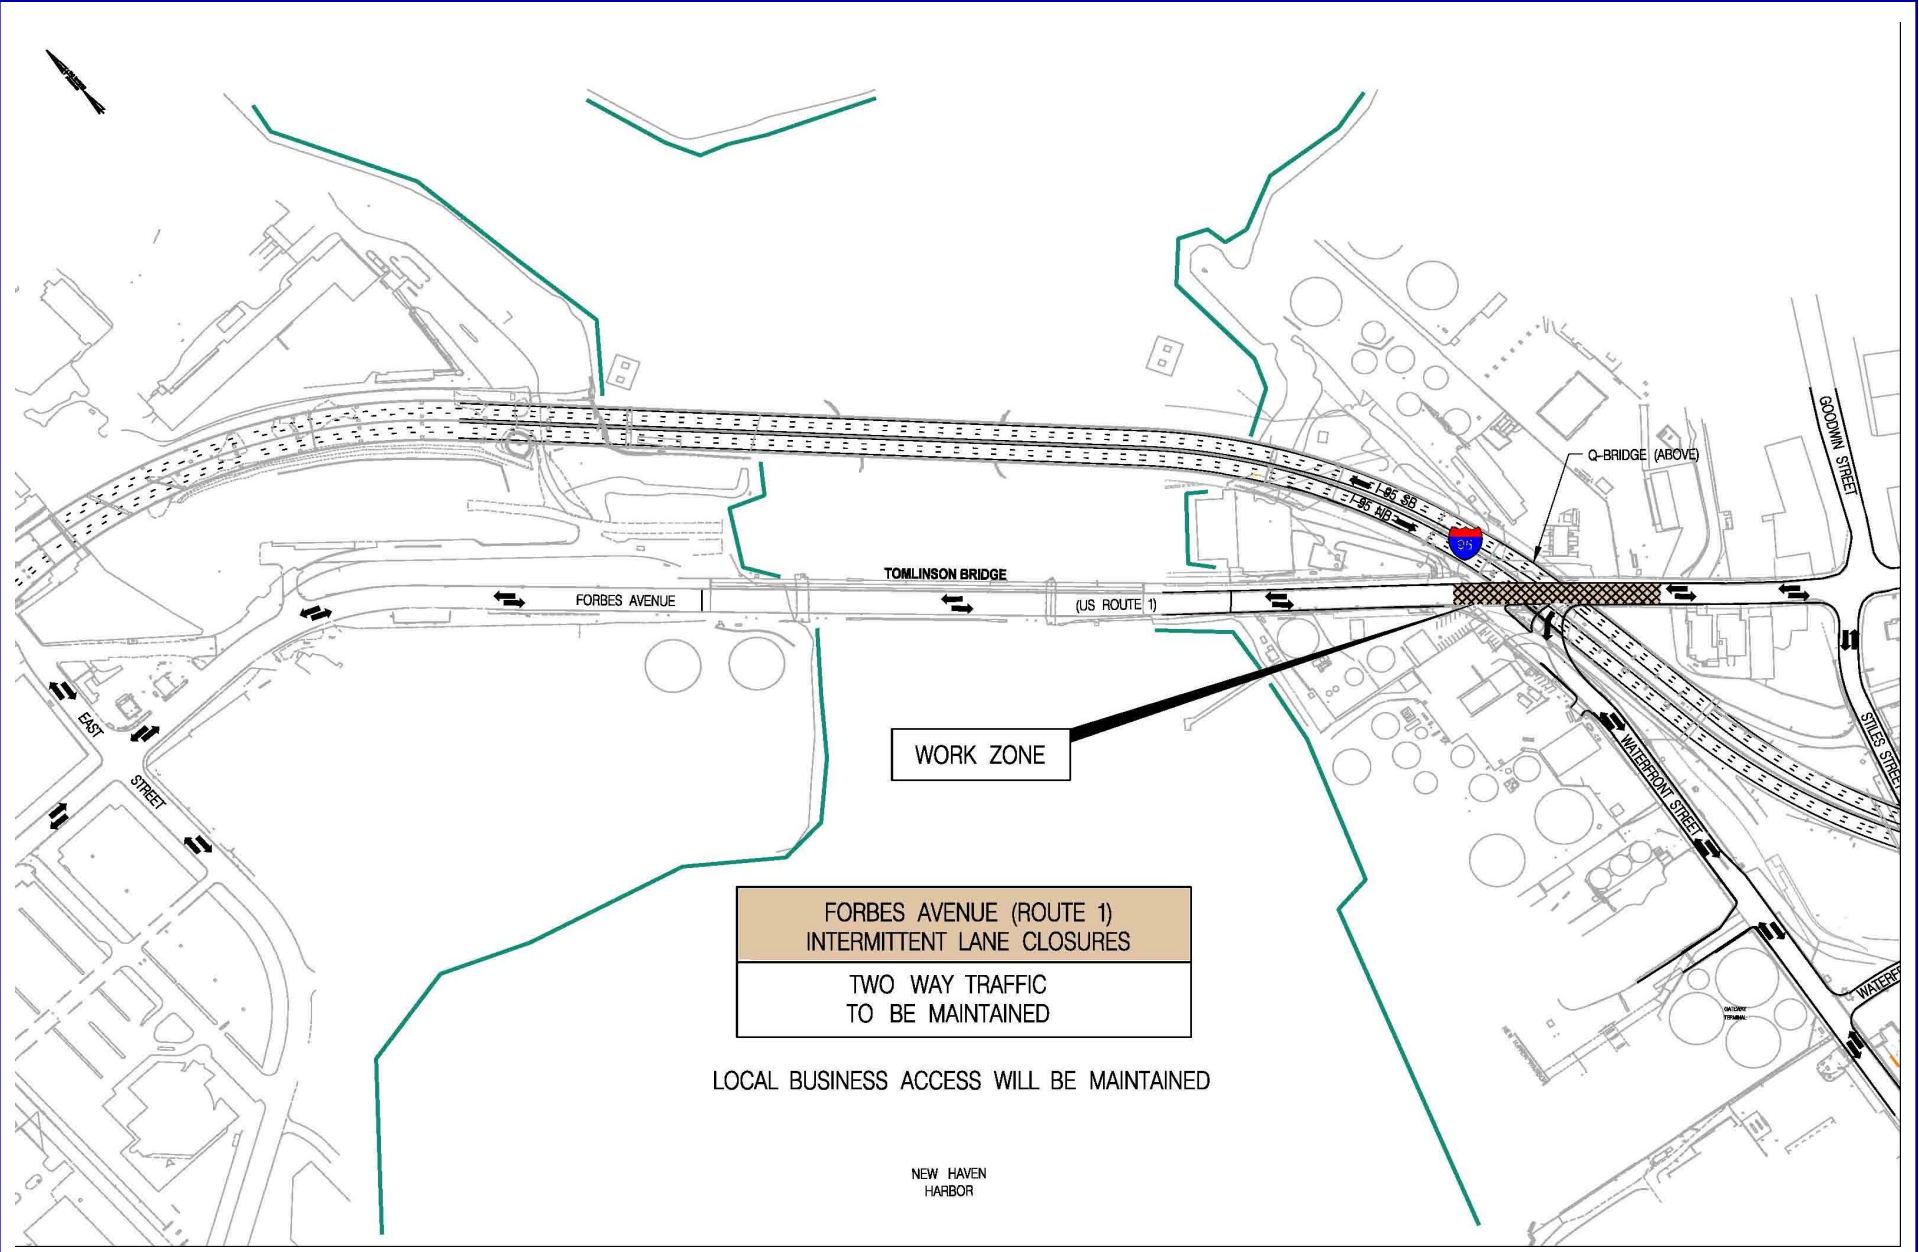 GOODWIN STREET
Q-BRIDGE (ABOVE)
I-95 SB
I-95 NB
95
TOMLINSON BRIDGE
FORBES AVENUE
(US ROUTE 1)
EAST
STREET
WORK ZONE
WATERFRONT STREET
STILES STREET
FORBES AVENUE (ROUTE 1)
INTERMITTENT LANE CLOSURES
TWO WAY TRAFFIC
TO BE MAINTAINED
LOCAL BUSINESS ACCESS WILL BE MAINTAINED
GATEWAY
TERMINAL
NEW HAVEN
HARBOR